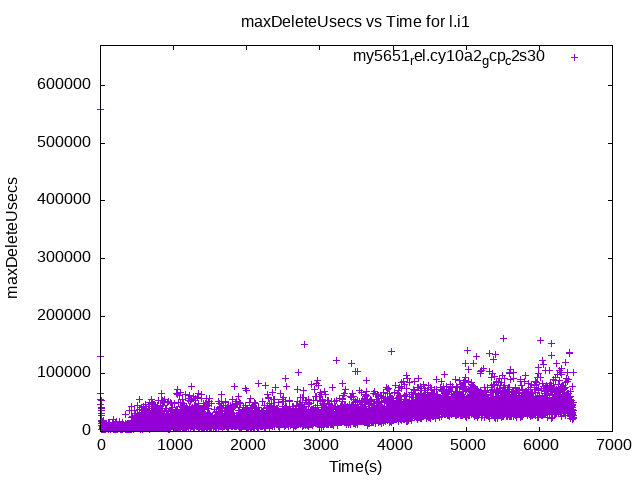 maxDeleteUsecs vs Time for l.i1
my5651rel.cy10a2gcpc2s30
600000
500000
400000
300000
200000
100000
0
maxDeleteUsecs
0 1000 2000 3000 4000 5000 6000 7000
Time(s)